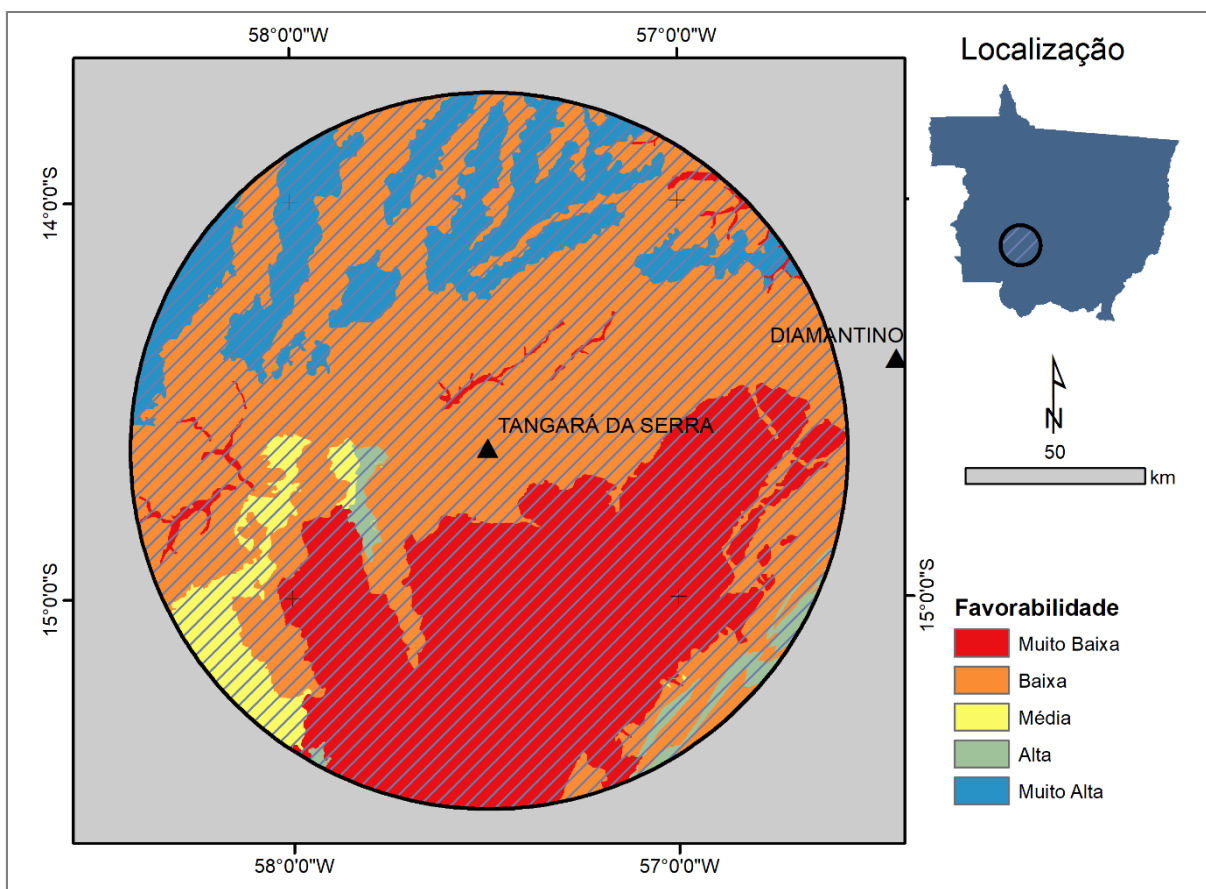 58°0'0"W
57°0'0"W
Localização
14°0'0"S
DIAMANTINO
TANGARÁ DA SERRA
N
50
km
15°0'0"S
15°0'0"S
Favorabilidade
Muito Baixa
Baixa
Média
Alta
Muito Alta
58°0'0"W
57°0'0"W